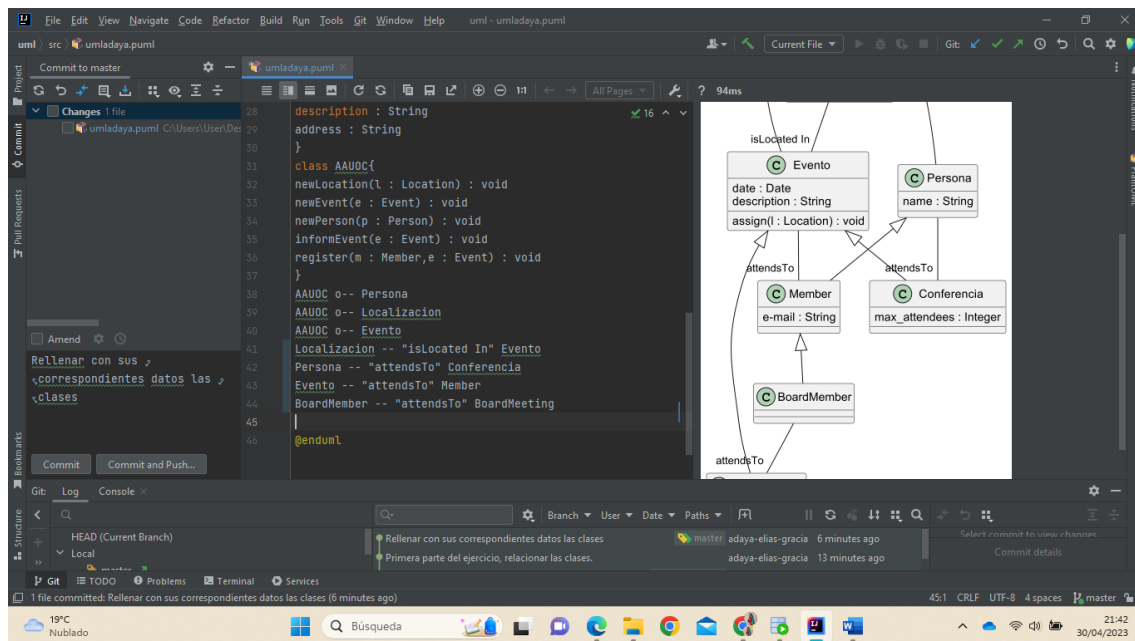 File Edit View Navigate Code Refactor Build Run Tools Git Window Help uml - umladaya.puml
uml src umladaya.puml Current File Git:
Project Commit to master umladaya.puml
All Pages 94ms
Changes 1 file
umladaya.puml C:\Users\User\De
Commit
Pull Requests
Bookmarks
Structure
Amend
Rellenar con sus
correspondientes datos las
clases
Commit Commit and Push...
28 description : String 16
29 address : String
30 }
31 class AAUOC{
32 newLocation(l : Location) : void
33 newEvent(e : Event) : void
34 newPerson(p : Person) : void
35 informEvent(e : Event) : void
36 register(m : Member,e : Event) : void
37 }
38 AAUOC o-- Persona
39 AAUOC o-- Localizacion
40 AAUOC o-- Evento
41 Localizacion -- "isLocated In" Evento
42 Persona -- "attendsTo" Conferencia
43 Evento -- "attendsTo" Member
44 BoardMember -- "attendsTo" BoardMeeting
45
46 @enduml
isLocated In
C Evento
date : Date
description : String
assign(l : Location) : void
C Persona
name : String
attendsTo
attendsTo
C Member
e-mail : String
C Conferencia
max_attendees : Integer
C BoardMember
attendsTo
Notifications
PlantUML
Git: Log Console
Branch User Date Paths
HEAD (Current Branch)
Local
master
Rellenar con sus correspondientes datos las clases master adaya-elias-gracia 6 minutes ago
Primera parte del ejercicio, relacionar las clases. adaya-elias-gracia 13 minutes ago
Select commit to view changes
Commit details
Git TODO Problems Terminal Services
1 file committed: Rellenar con sus correspondientes datos las clases (6 minutes ago) 45:1 CRLF UTF-8 4 spaces master
19°C
Nublado
Búsqueda
21:42
30/04/2023